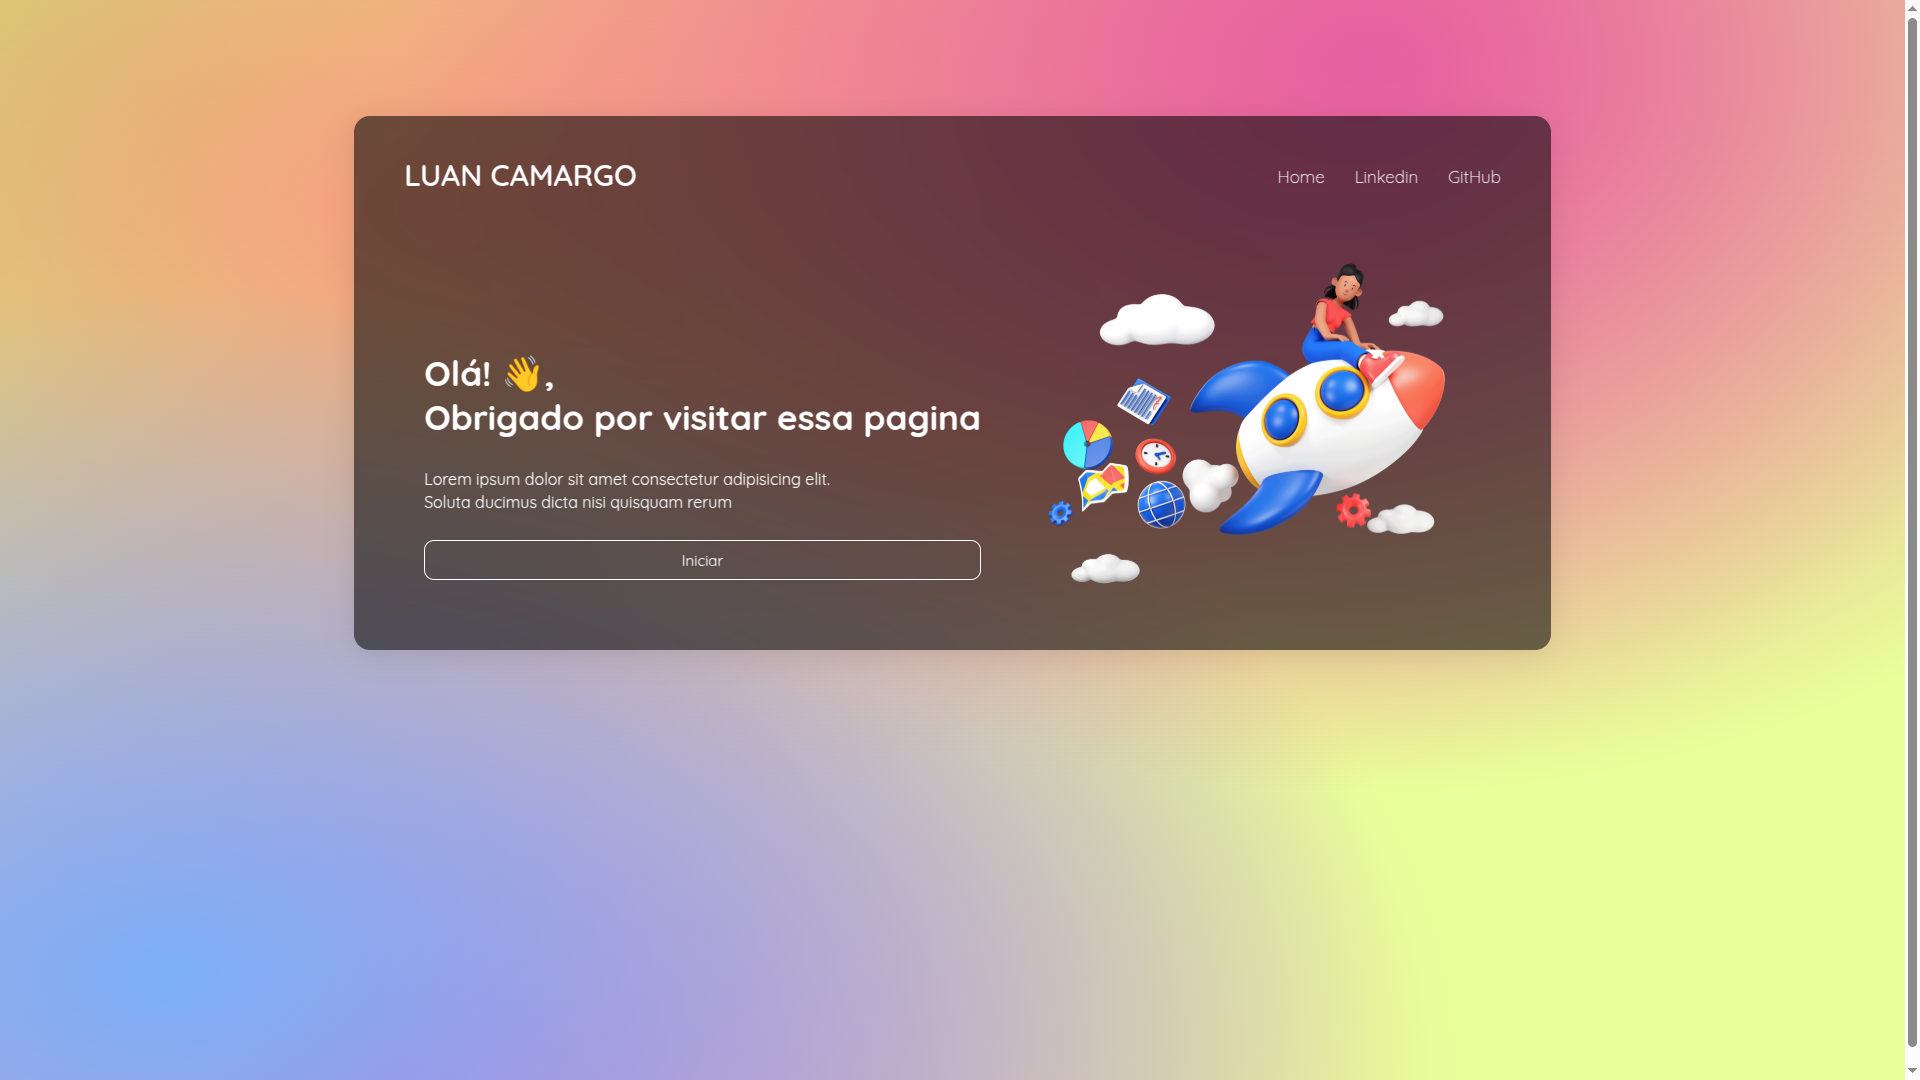 LUAN CAMARGO
Home Linkedin GitHub
Olá! 👋,
Obrigado por visitar essa pagina
Lorem ipsum dolor sit amet consectetur adipisicing elit.
Soluta ducimus dicta nisi quisquam rerum
Iniciar